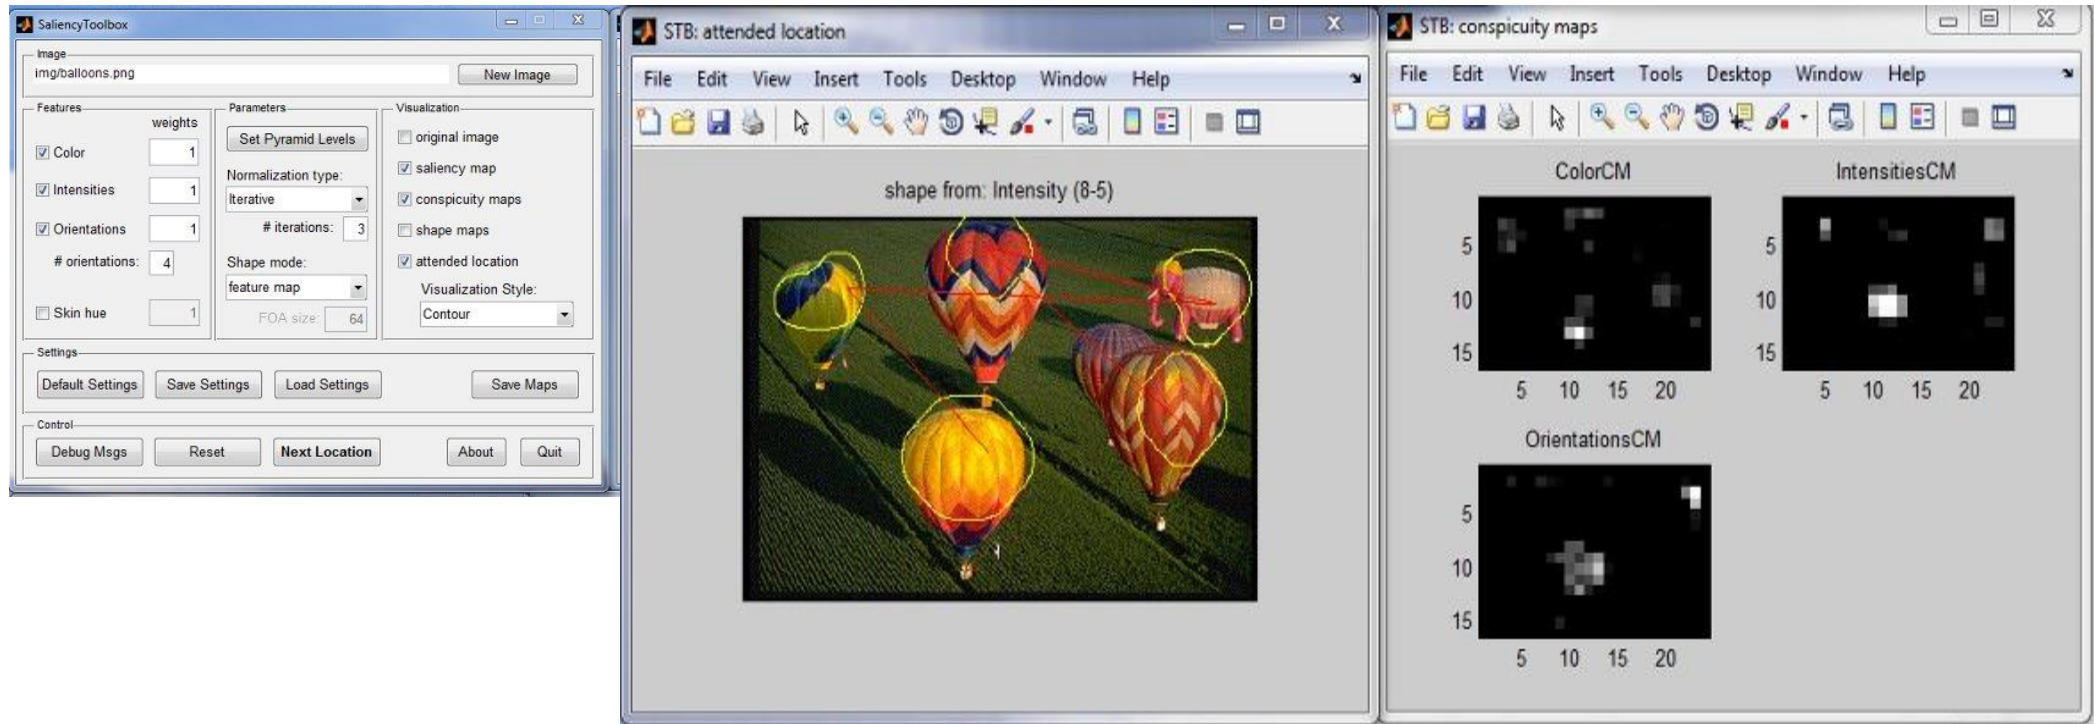 SaliencyToolbox
Image
img/balloons.png
New Image
Features
weights
Color 1
Intensities 1
Orientations 1
# orientations: 4
Skin hue 1
Parameters
Set Pyramid Levels
Normalization type:
Iterative
# iterations: 3
Shape mode:
feature map
FOA size: 64
Visualization
original image
saliency map
conspicuity maps
shape maps
attended location
Visualization Style:
Contour
Settings
Default Settings Save Settings Load Settings Save Maps
Control
Debug Msgs Reset Next Location About Quit
STB: attended location
File Edit View Insert Tools Desktop Window Help
shape from: Intensity (8-5)
STB: conspicuity maps
File Edit View Insert Tools Desktop Window Help
ColorCM
5
10
15
5 10 15 20
IntensitiesCM
5
10
15
5 10 15 20
OrientationsCM
5
10
15
5 10 15 20